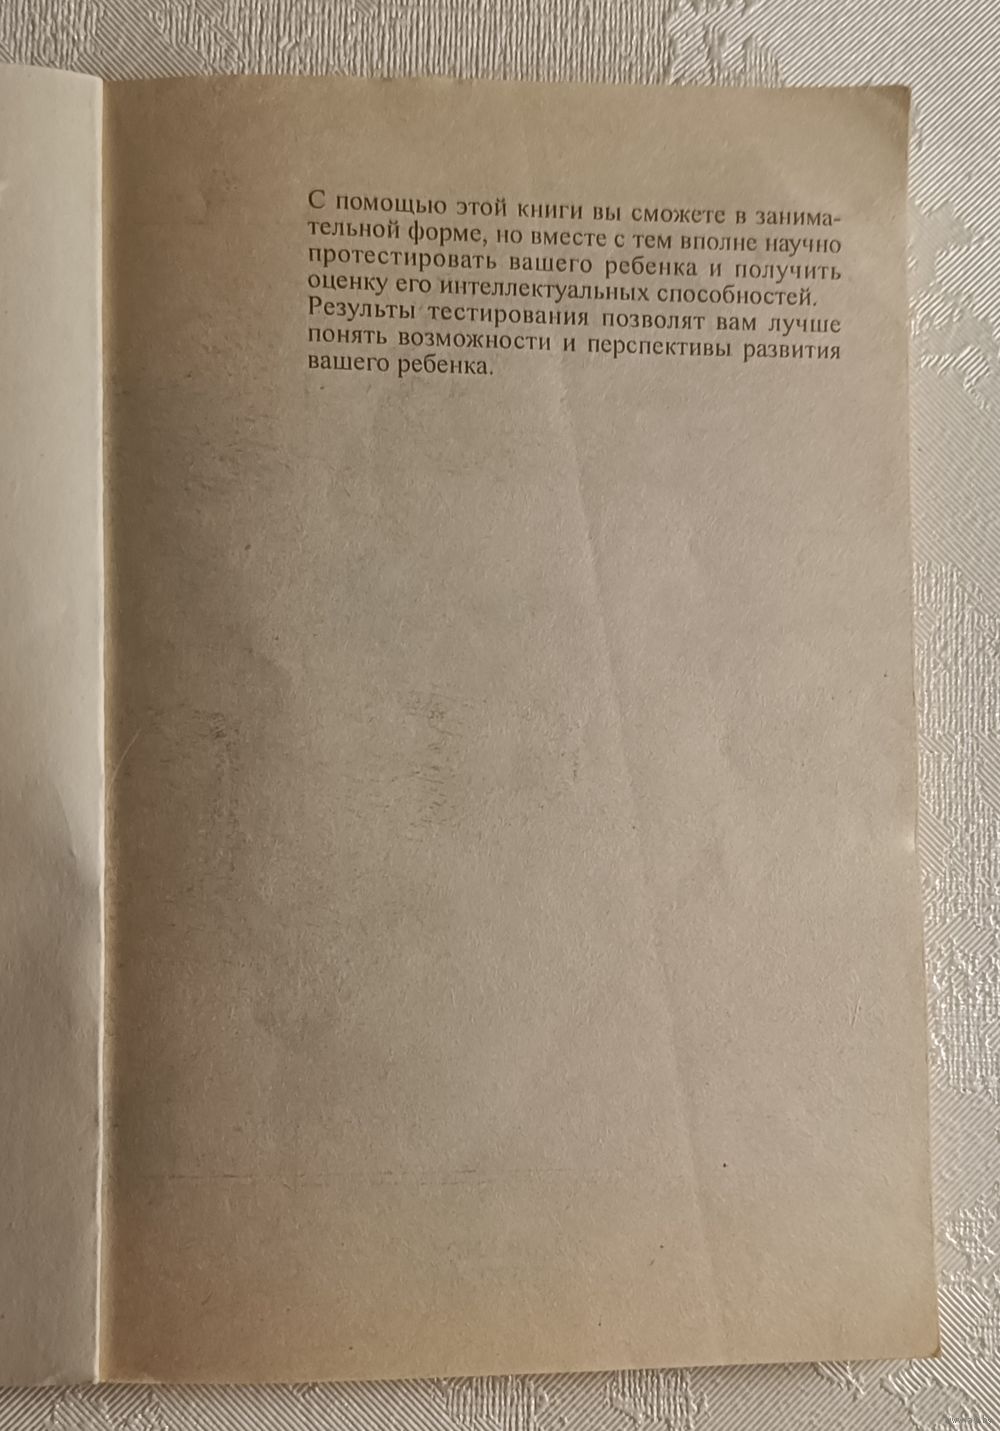 С помощью этой книги вы сможете в занима-
тельной форме, но вместе с тем вполне научно
протестировать вашего ребенка и получить
оценку его интеллектуальных способностей.
Результы тестирования позволят вам лучше
понять возможности и перспективы развития
вашего ребенка.